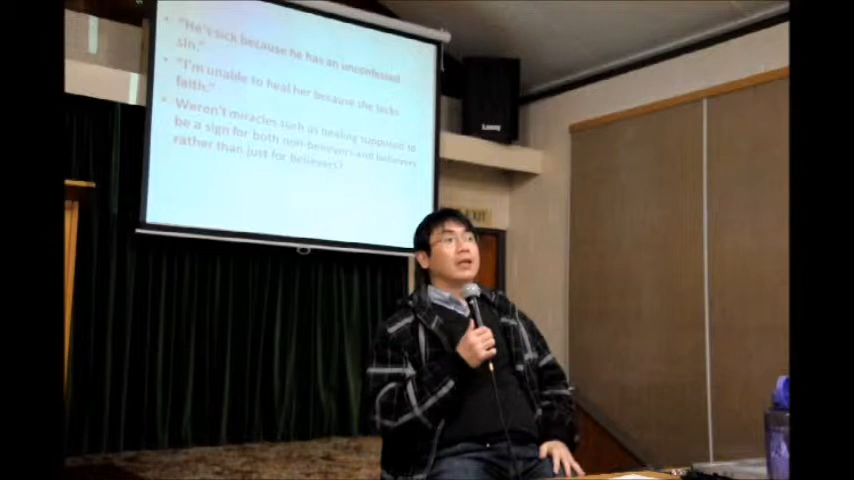 • "He's sick because he has an unconfessed
sin."
• "I'm unable to heal her because she lacks
faith."
• Weren't miracles such as healing supposed to
be a sign for both non-believers and believers
rather than just for believers?
EXIT